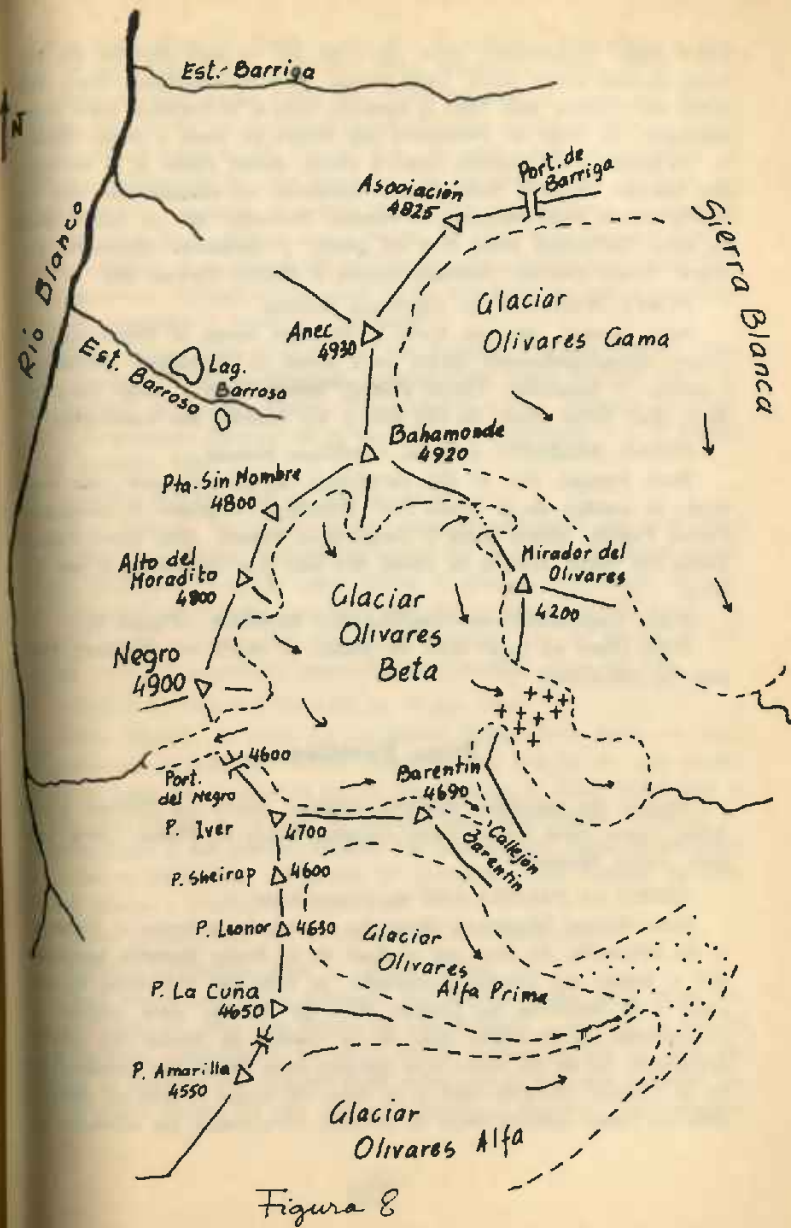 Est. Barriga
N
Port. de
Barriga
Asociación
4825
Sierra Blanca
Río Blanco
Glaciar
Olivares Gama
Anec
4930
Lag.
Barrosa
Est. Barroso
Bahamonde
4920
Pta. Sin Nombre
4800
Mirador del
Olivares
4200
Alto del
Moradito
4800
Glaciar
Olivares
Beta
Negro
4900
4600
Port.
del Negro
Barentin
4690
P. Iver
4700
Callejón
Barentin
P. Sheirap
4600
P. Leonor
4630
Glaciar
Olivares
Alfa Prima
P. La Cuña
4650
P. Amarilla
4550
Glaciar
Olivares Alfa
Figura 8